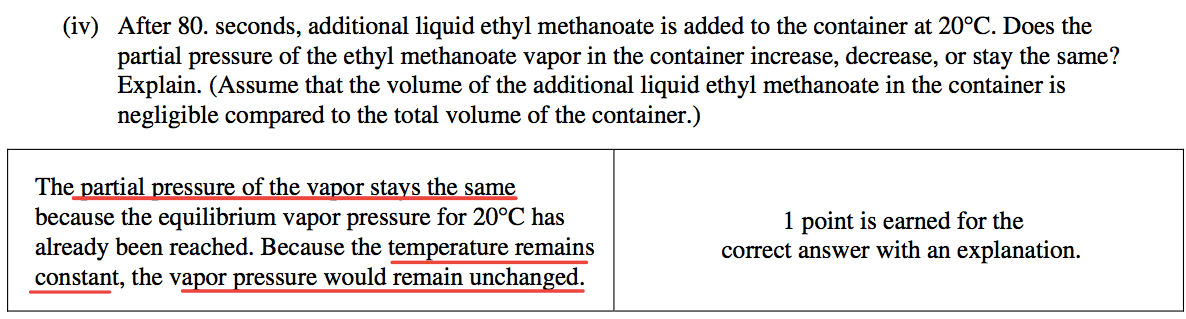 (iv) After 80. seconds, additional liquid ethyl methanoate is added to the container at 20°C. Does the
partial pressure of the ethyl methanoate vapor in the container increase, decrease, or stay the same?
Explain. (Assume that the volume of the additional liquid ethyl methanoate in the container is
negligible compared to the total volume of the container.)
The partial pressure of the vapor stays the same
because the equilibrium vapor pressure for 20°C has
already been reached. Because the temperature remains
constant, the vapor pressure would remain unchanged.
1 point is earned for the
correct answer with an explanation.